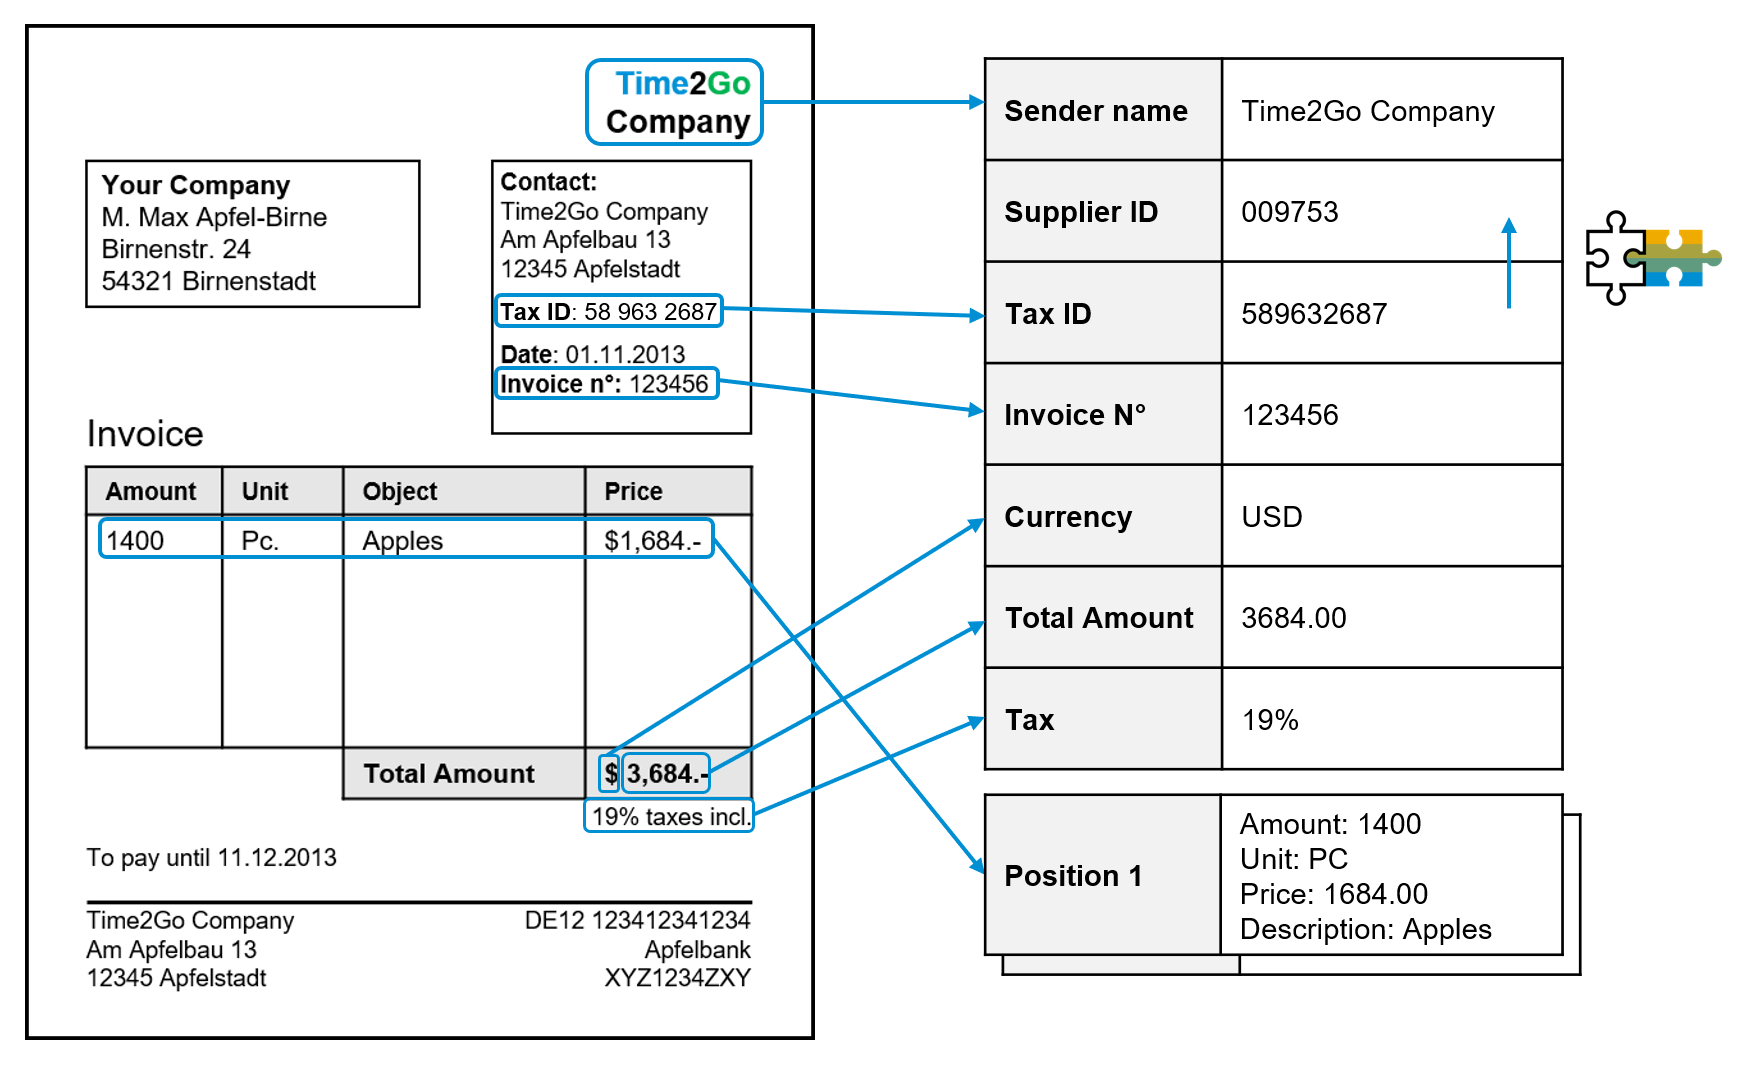 Time2Go
Company
Your Company
M. Max Apfel-Birne
Birnenstr. 24
54321 Birnenstadt
Contact:
Time2Go Company
Am Apfelbau 13
12345 Apfelstadt
Tax ID: 58 963 2687
Date: 01.11.2013
Invoice n°: 123456
Invoice
Amount Unit Object Price
1400 Pc. Apples $1,684.-
Total Amount $ 3,684.-
19% taxes incl.
To pay until 11.12.2013
Time2Go Company DE12 123412341234
Am Apfelbau 13 Apfelbank
12345 Apfelstadt XYZ1234ZXY
Sender name Time2Go Company
Supplier ID 009753
Tax ID 589632687
Invoice N° 123456
Currency USD
Total Amount 3684.00
Tax 19%
Position 1
Amount: 1400
Unit: PC
Price: 1684.00
Description: Apples